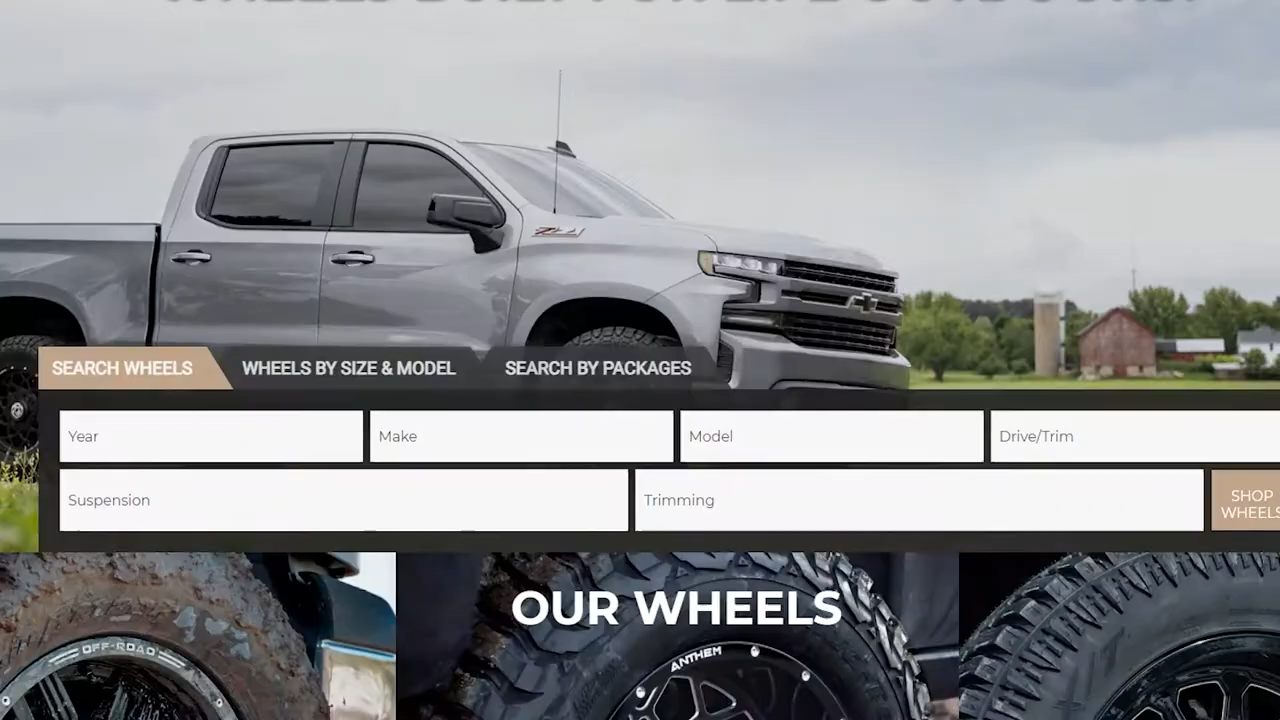 Z71
SEARCH WHEELS
WHEELS BY SIZE & MODEL
SEARCH BY PACKAGES
Year
Make
Model
Drive/Trim
Suspension
Trimming
SHOP
WHEELS
OUR WHEELS
OFF-ROAD
ANTHEM